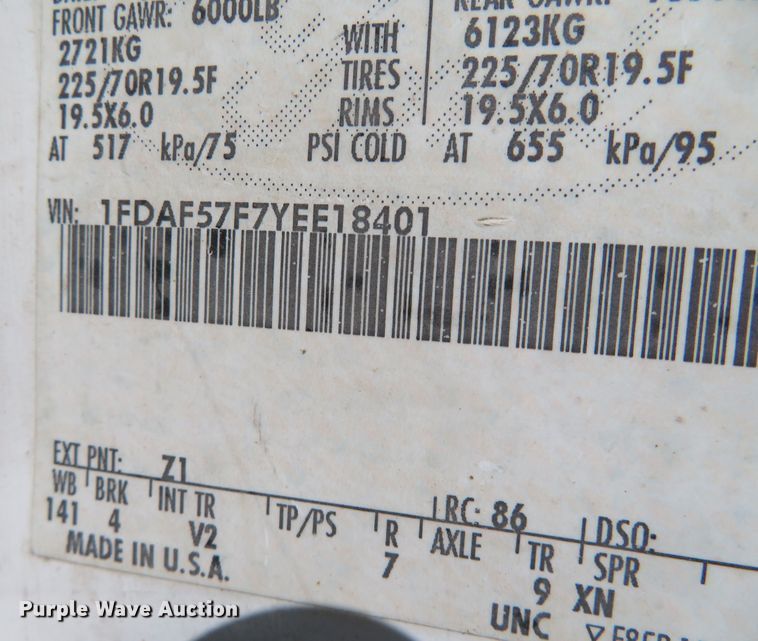 FRONT GAWR: 6000LB
2721KG WITH 6123KG
225/70R19.5F TIRES 225/70R19.5F
19.5X6.0 RIMS 19.5X6.0
AT 517 kPa/75 PSI COLD AT 655 kPa/95
VIN: 1FDAF57F7YEE18401
EXT PNT: Z1 RC: 86 DSO:
WB BRK INT TR TP/PS R AXLE TR SPR
141 4 V2 7 9 XN
MADE IN U.S.A. UNC
Purple Wave Auction